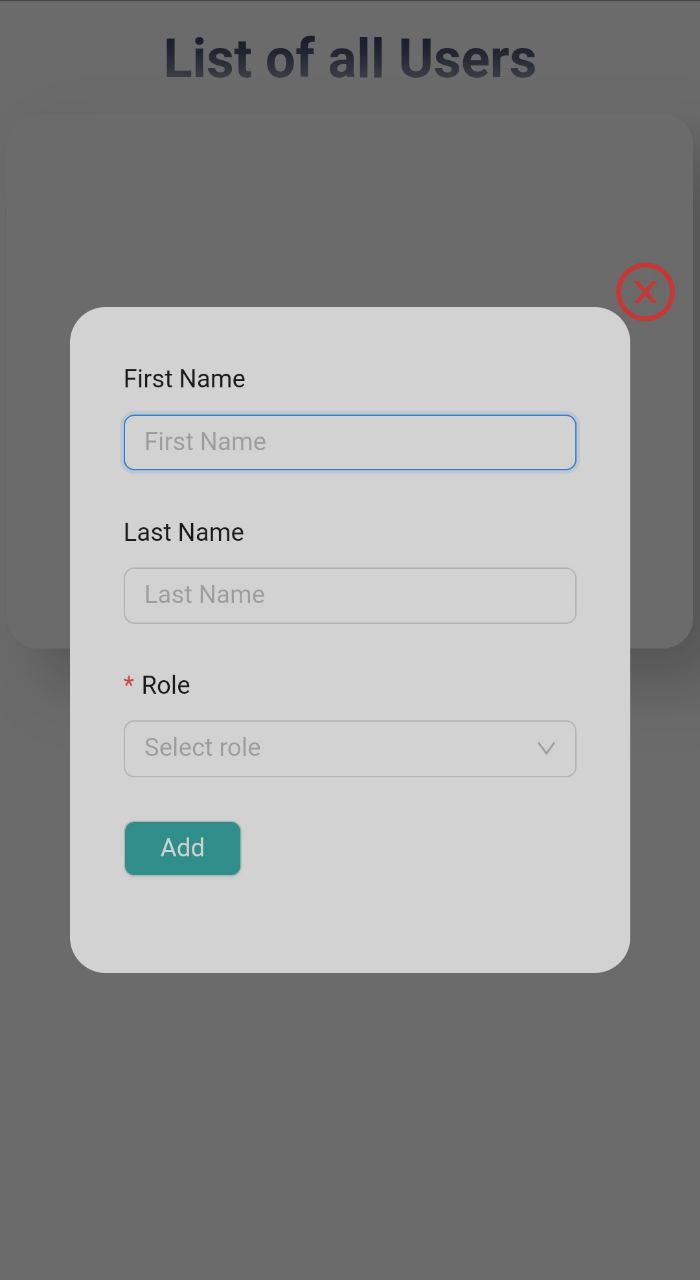 List of all Users
X
First Name
First Name
Last Name
Last Name
* Role
Select role
Add